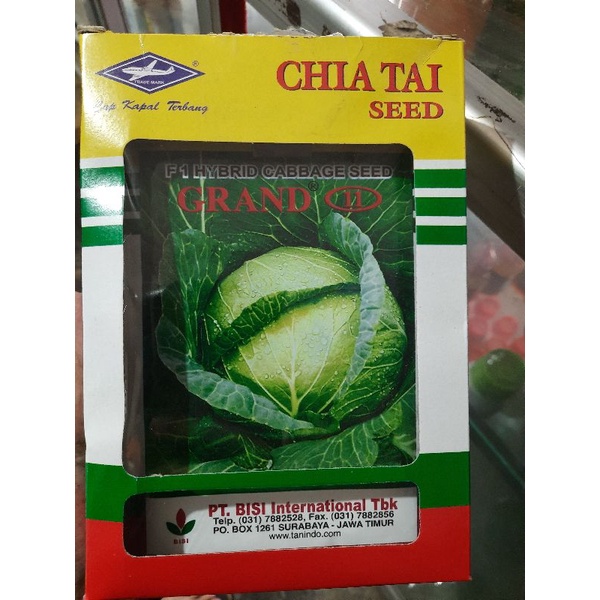 ®
TRADE MARK
Cap Kapal Terbang
CHIA TAI
SEED
F1 HYBRID CABBAGE SEED
GRAND® 11
BISI
PT. BISI International Tbk
Telp. (031) 7882528, Fax. (031) 7882856
PO. BOX 1261 SURABAYA - JAWA TIMUR
www.tanindo.com